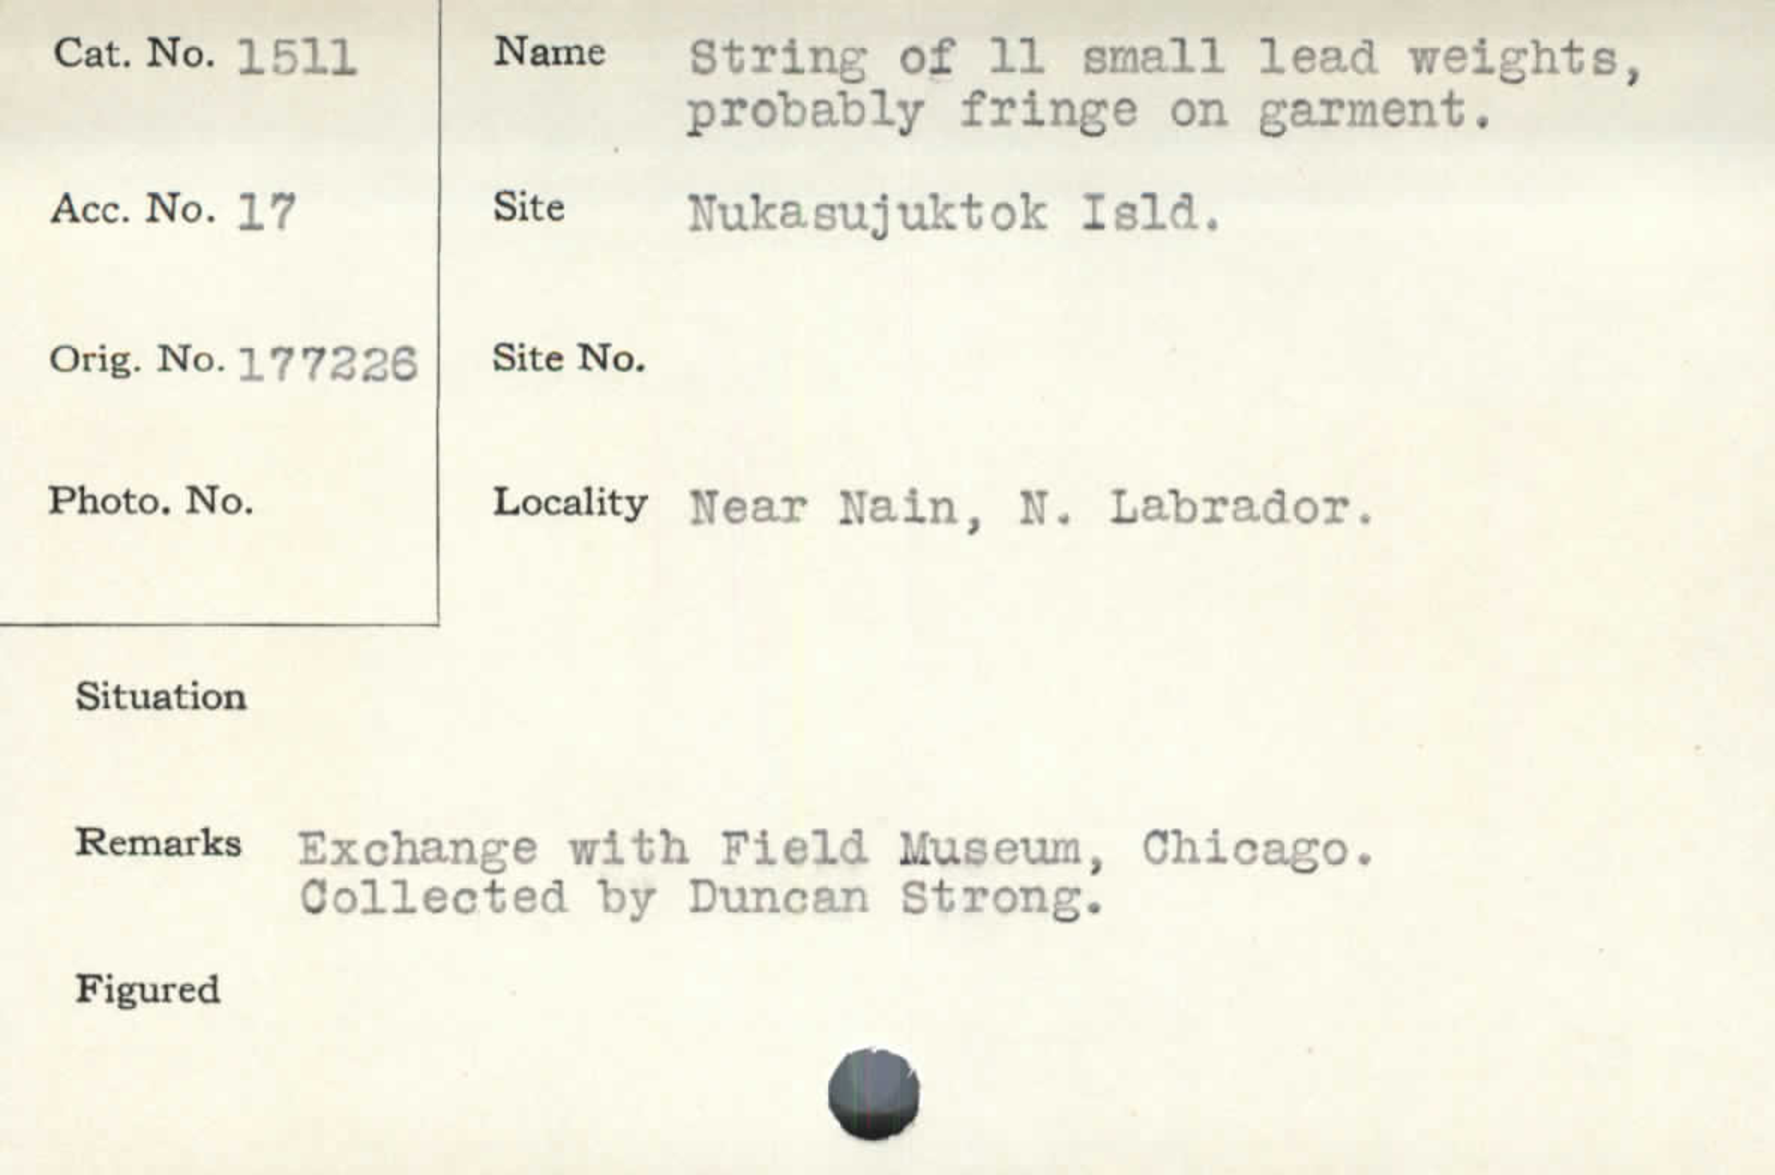 Cat. No. 1511
Name String of 11 small lead weights,
probably fringe on garment.
Acc. No. 17
Site Nukasujuktok Isld.
Orig. No. 177226
Site No.
Photo. No.
Locality Near Nain, N. Labrador.
Situation
Remarks Exchange with Field Museum, Chicago.
Collected by Duncan Strong.
Figured